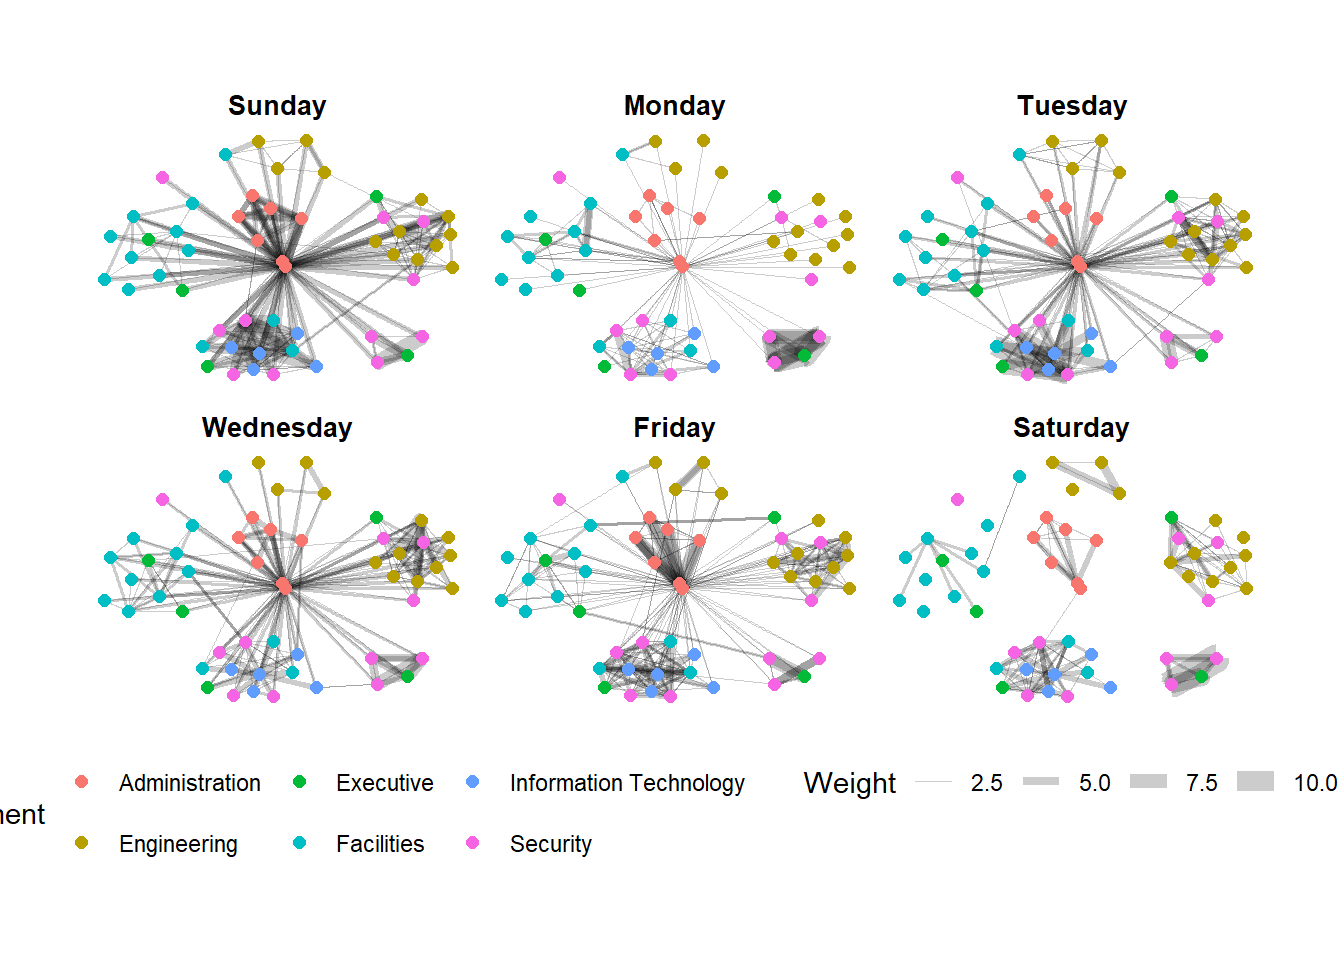 Sunday Monday Tuesday
Wednesday Friday Saturday
Administration Executive Information Technology Weight 2.5 5.0 7.5 10.0
Engineering Facilities Security